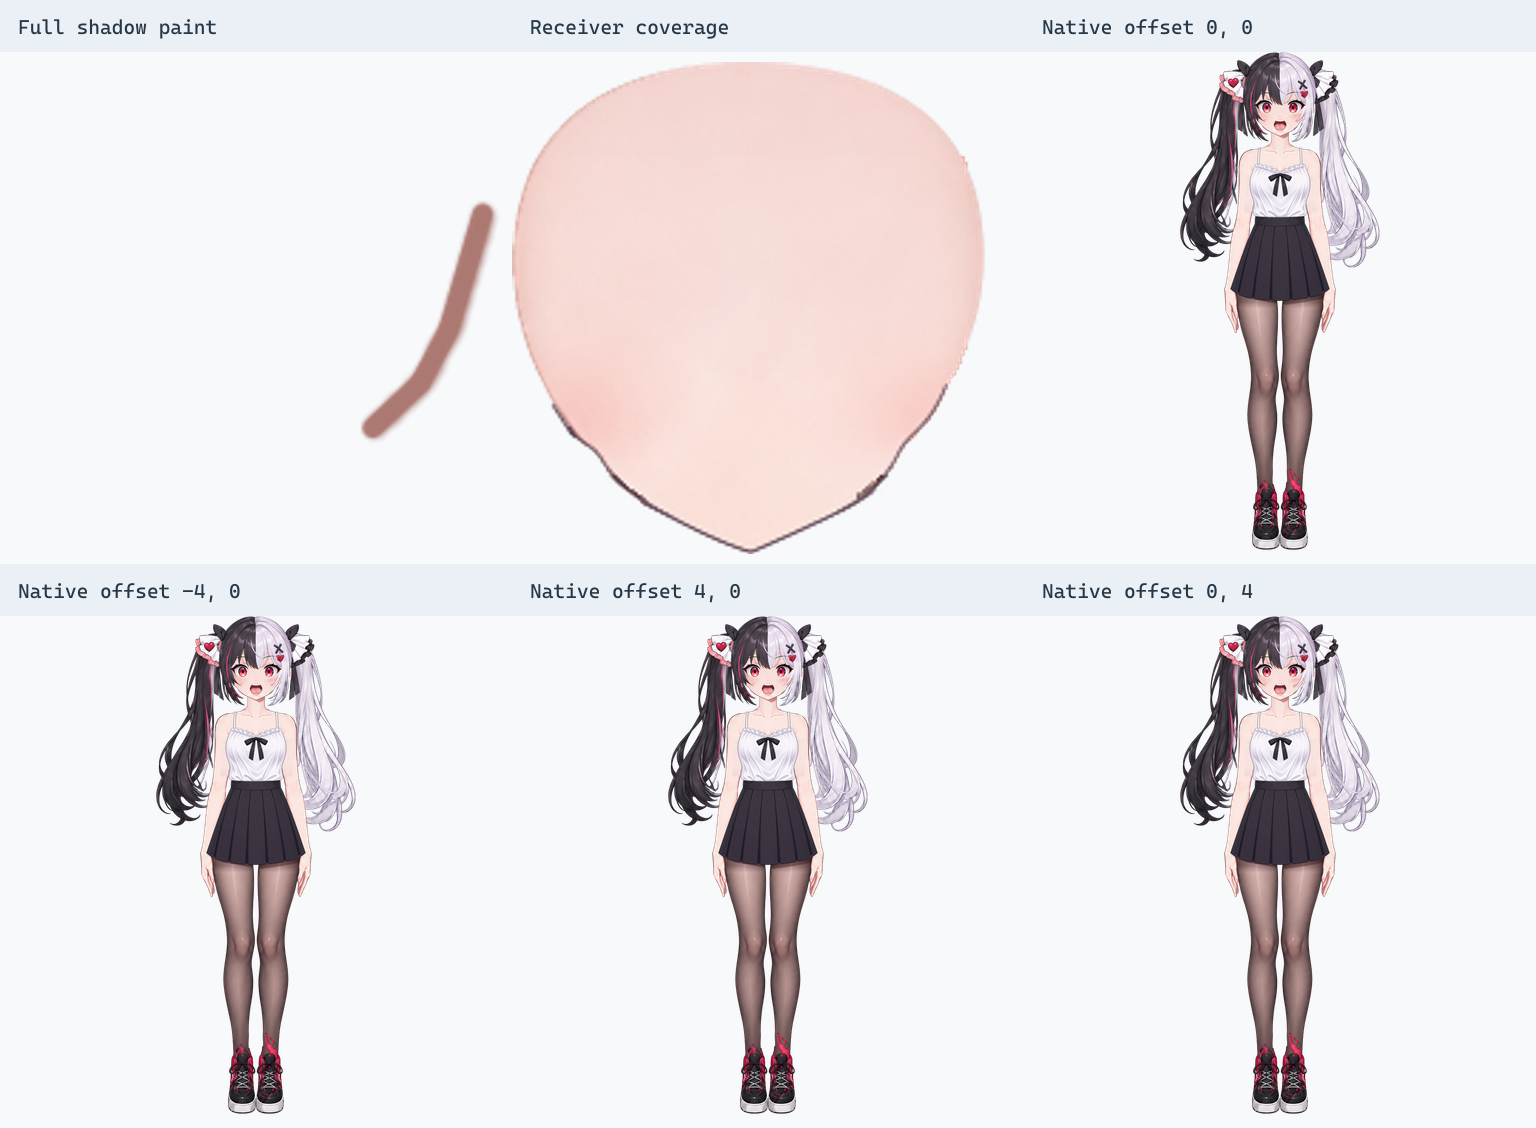 Full shadow paint
Receiver coverage
Native offset 0, 0
Native offset −4, 0
Native offset 4, 0
Native offset 0, 4